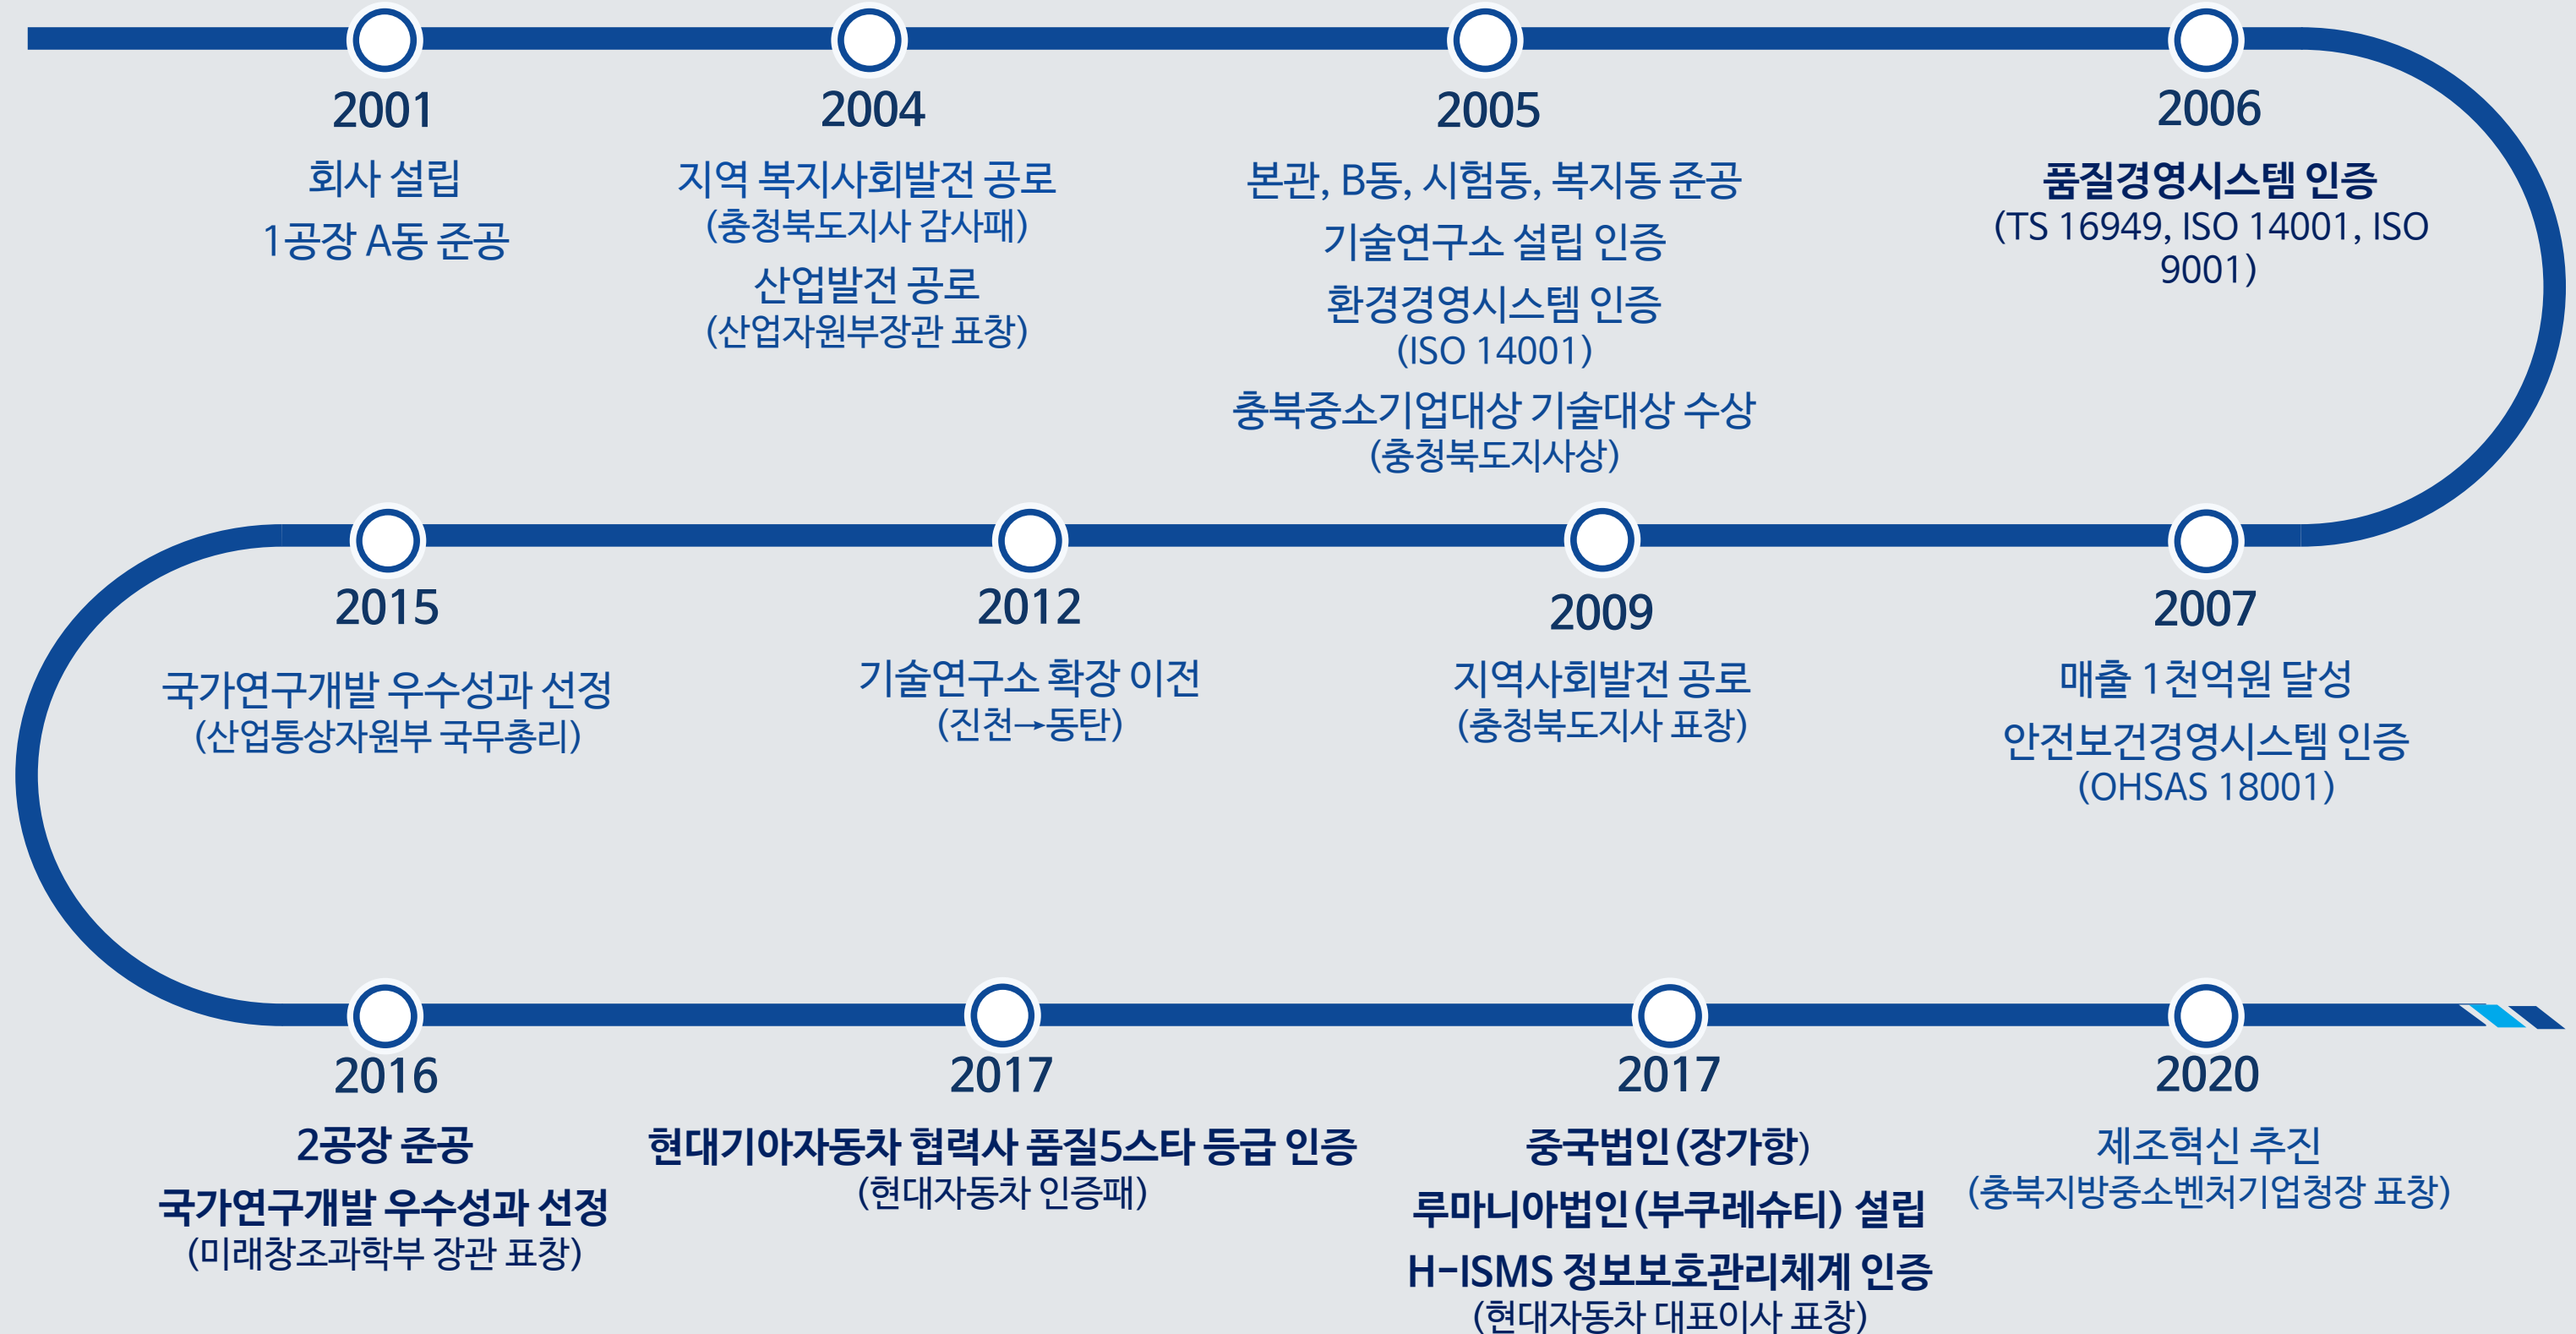 2001
회사 설립
1공장 A동 준공
2004
지역 복지사회발전 공로
(충청북도지사 감사패)
산업발전 공로
(산업자원부장관 표창)
2005
본관, B동, 시험동, 복지동 준공
기술연구소 설립 인증
환경경영시스템 인증
(ISO 14001)
충북중소기업대상 기술대상 수상
(충청북도지사상)
2006
품질경영시스템 인증
(TS 16949, ISO 14001, ISO
9001)
2007
매출 1천억원 달성
안전보건경영시스템 인증
(OHSAS 18001)
2009
지역사회발전 공로
(충청북도지사 표창)
2012
기술연구소 확장 이전
(진천→동탄)
2015
국가연구개발 우수성과 선정
(산업통상자원부 국무총리)
2016
2공장 준공
국가연구개발 우수성과 선정
(미래창조과학부 장관 표창)
2017
현대기아자동차 협력사 품질5스타 등급 인증
(현대자동차 인증패)
2017
중국법인(장가항)
루마니아법인(부쿠레슈티) 설립
H-ISMS 정보보호관리체계 인증
(현대자동차 대표이사 표창)
2020
제조혁신 추진
(충북지방중소벤처기업청장 표창)